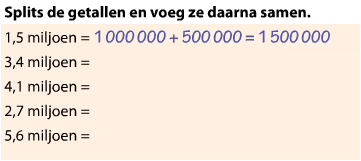 Splits de getallen en voeg ze daarna samen.
1,5 miljoen = 1 000 000 + 500 000 = 1 500 000
3,4 miljoen =
4,1 miljoen =
2,7 miljoen =
5,6 miljoen =